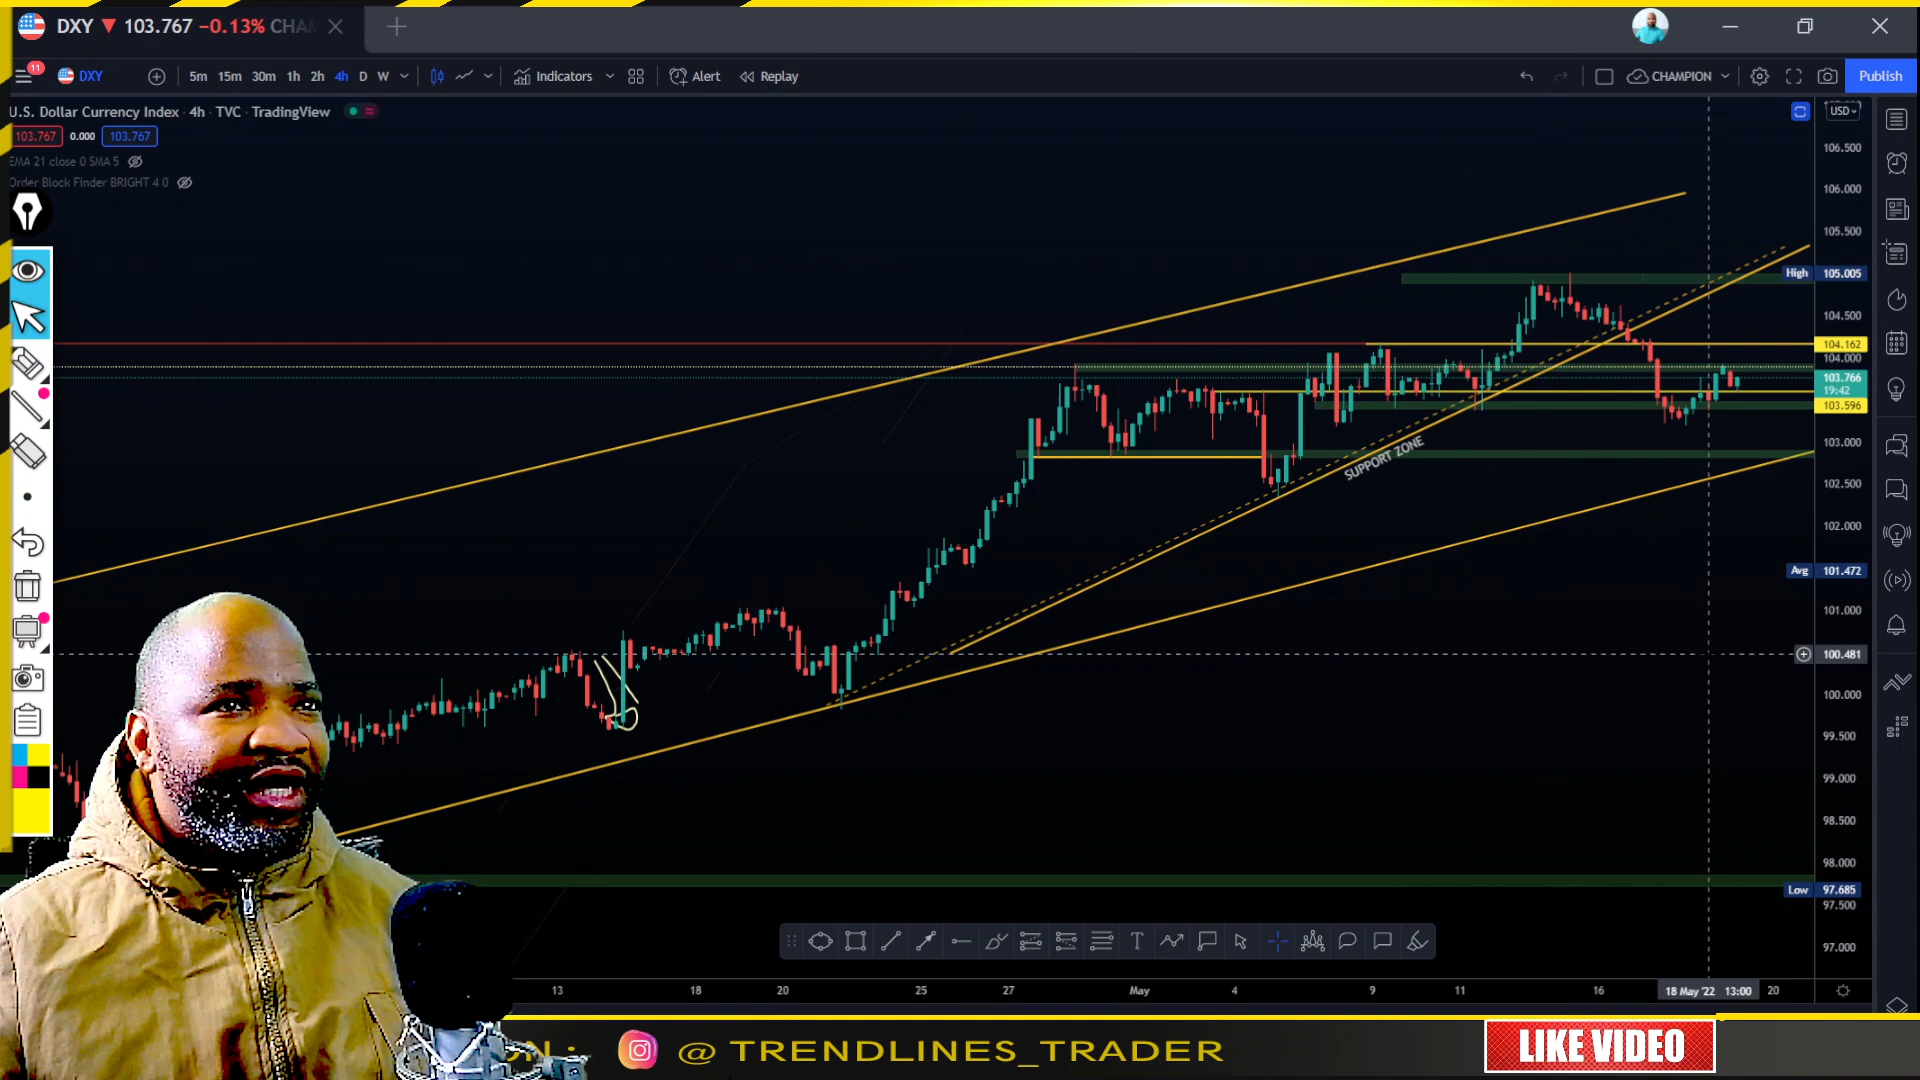 DXY 103.767 −0.13% CHAM
11 DXY 5m 15m 30m 1h 2h 4h D W Indicators Alert Replay CHAMPION Publish
U.S. Dollar Currency Index · 4h · TVC · TradingView
103.767 0.000 103.767
EMA 21 close 0 SMA 5
Order Block Finder BRIGHT 4 0
USD
106.500
106.000
105.500
High 105.005
104.500
104.162
104.000
103.766
19:42
103.596
103.000
SUPPORT ZONE
102.500
102.000
Avg 101.472
101.000
100.481
100.000
99.500
99.000
98.500
98.000
Low 97.685
97.500
97.000
13 18 20 25 27 May 4 9 11 16 18 May '22 13:00 20
@ TRENDLINES_TRADER
LIKE VIDEO